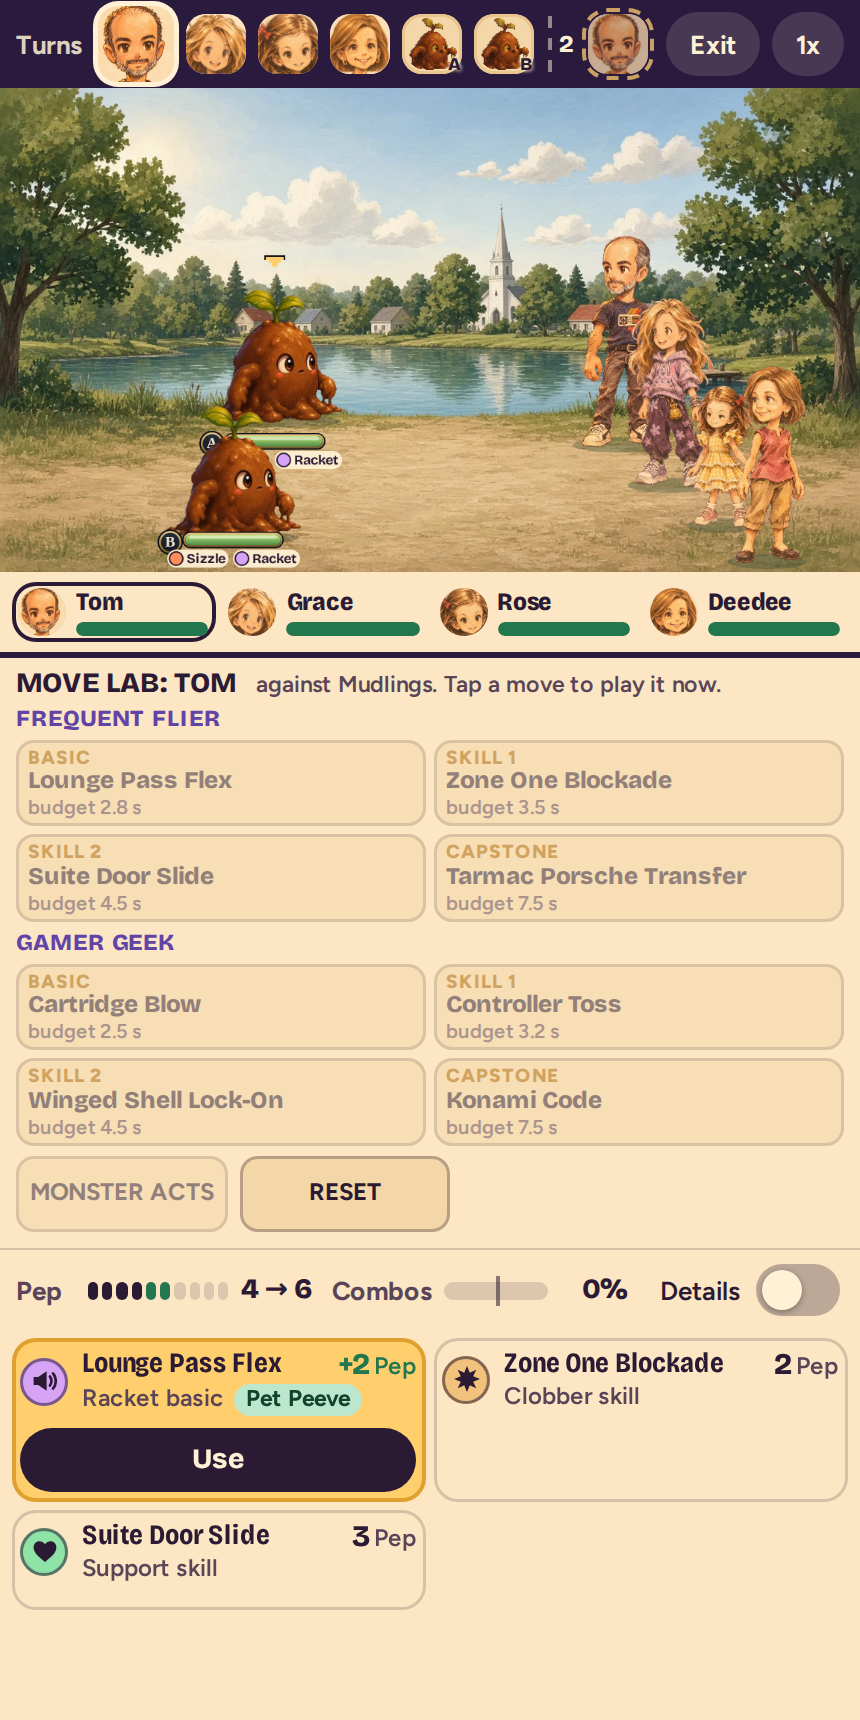 Turns
A
B
2
Exit
1x
A
Racket
B
Sizzle
Racket
Tom
Grace
Rose
Deedee
MOVE LAB: TOM against Mudlings. Tap a move to play it now.
FREQUENT FLIER
BASIC
Lounge Pass Flex
budget 2.8 s
SKILL 1
Zone One Blockade
budget 3.5 s
SKILL 2
Suite Door Slide
budget 4.5 s
CAPSTONE
Tarmac Porsche Transfer
budget 7.5 s
GAMER GEEK
BASIC
Cartridge Blow
budget 2.5 s
SKILL 1
Controller Toss
budget 3.2 s
SKILL 2
Winged Shell Lock-On
budget 4.5 s
CAPSTONE
Konami Code
budget 7.5 s
MONSTER ACTS
RESET
Pep 4 → 6 Combos 0% Details
Lounge Pass Flex +2 Pep
Racket basic Pet Peeve
Use
Zone One Blockade 2 Pep
Clobber skill
Suite Door Slide 3 Pep
Support skill